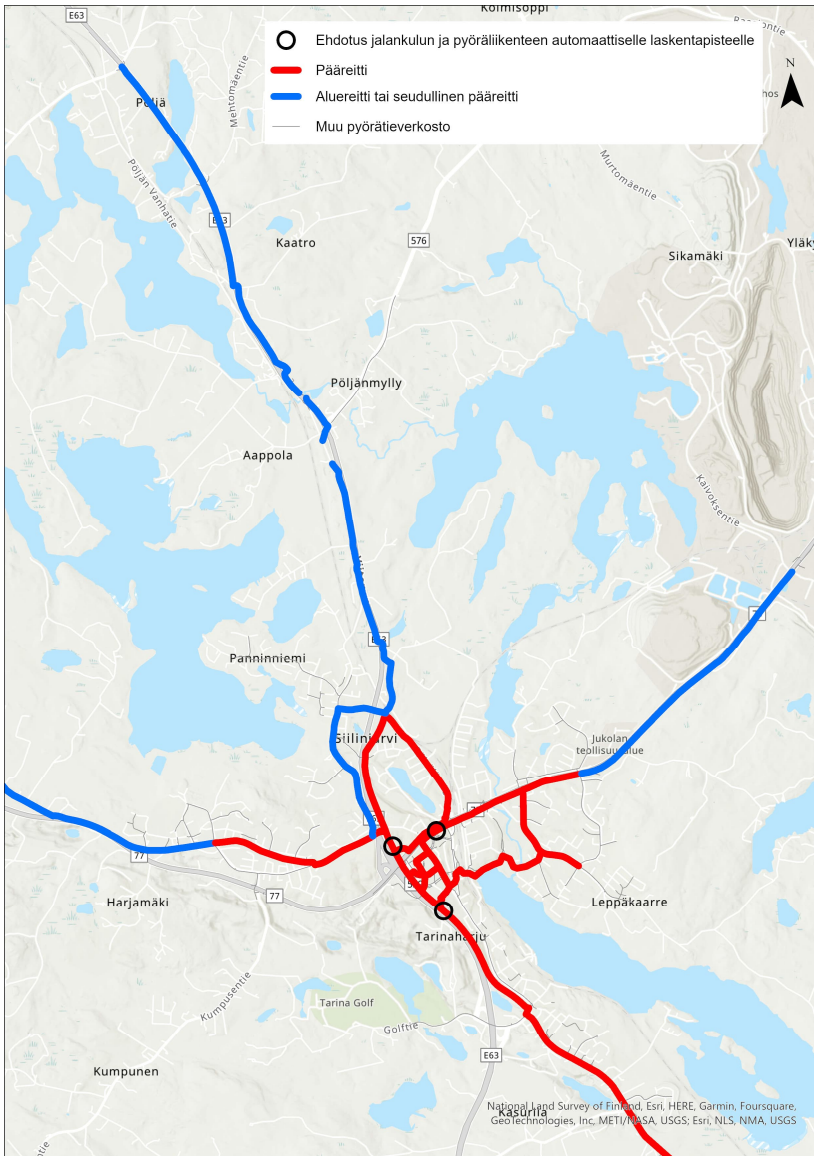 E63
Kolmisoppi
Ehdotus jalankulun ja pyöräliikenteen automaattiselle laskentapisteelle
Pääreitti
Aluereitti tai seudullinen pääreitti
Muu pyörätieverkosto
N
Pöljä
Mehtomäentie
Murtomäentie
Pöljän Vanhatie
Kaatro
576
Sikamäki
Pöljänmylly
Aappola
Kaivoksentie
Panninniemi
Siilinjärvi
Jukolan
teollisuusalue
77
Harjamäki
77
Leppäkaarre
Tarinaharju
Kumpusentie
Tarina Golf
Golftie
E63
Kumpunen
Kasurila
National Land Survey of Finland, Esri, HERE, Garmin, Foursquare,
GeoTechnologies, Inc, METI/NASA, USGS; Esri, NLS, NMA, USGS